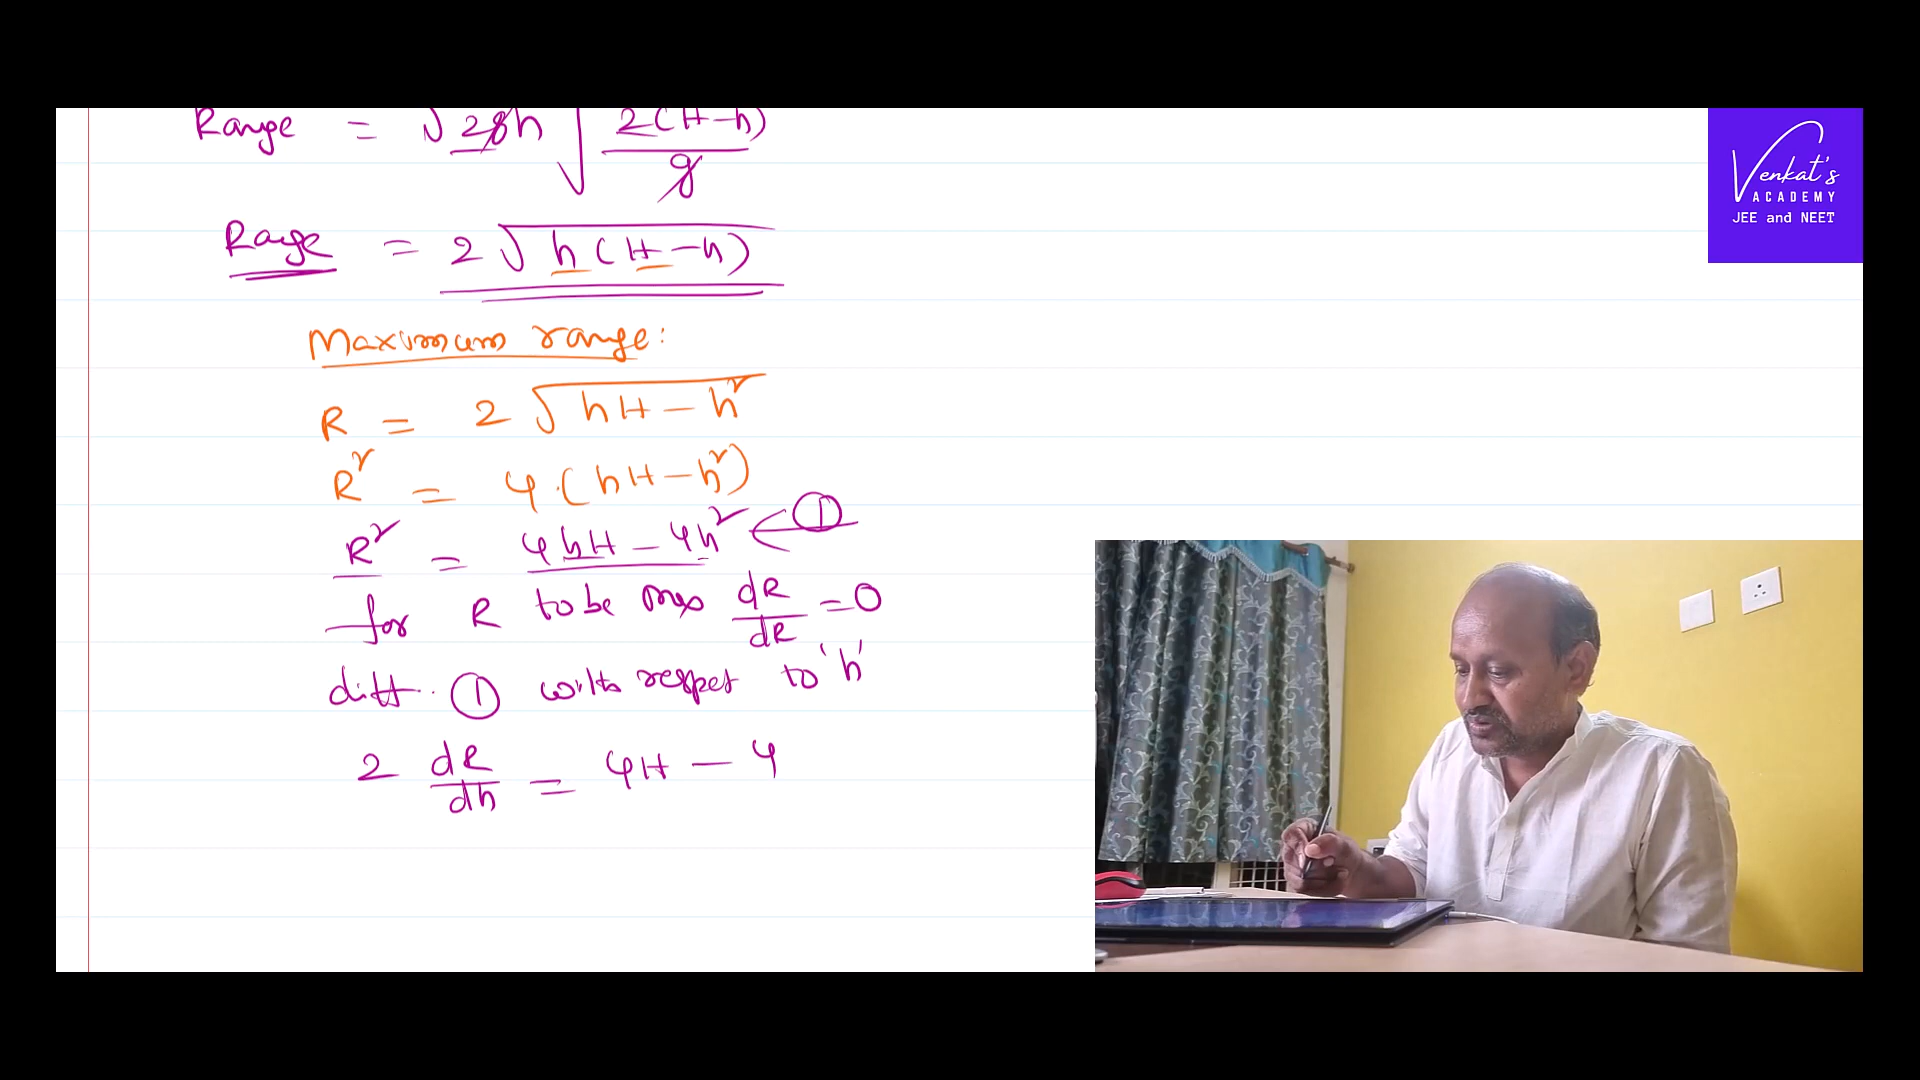 Range = √2gh √2(H-h)/g
Range = 2√h(H-h)
Maximum range:
R = 2√hH-h²
R² = 4(hH-h²)
R² = 4hH-4h² ①
for R to be max dR/dR = 0
diff. ① with respect to 'h'
2 dR/dh = 4H - 4
Venkat's
ACADEMY
JEE and NEET